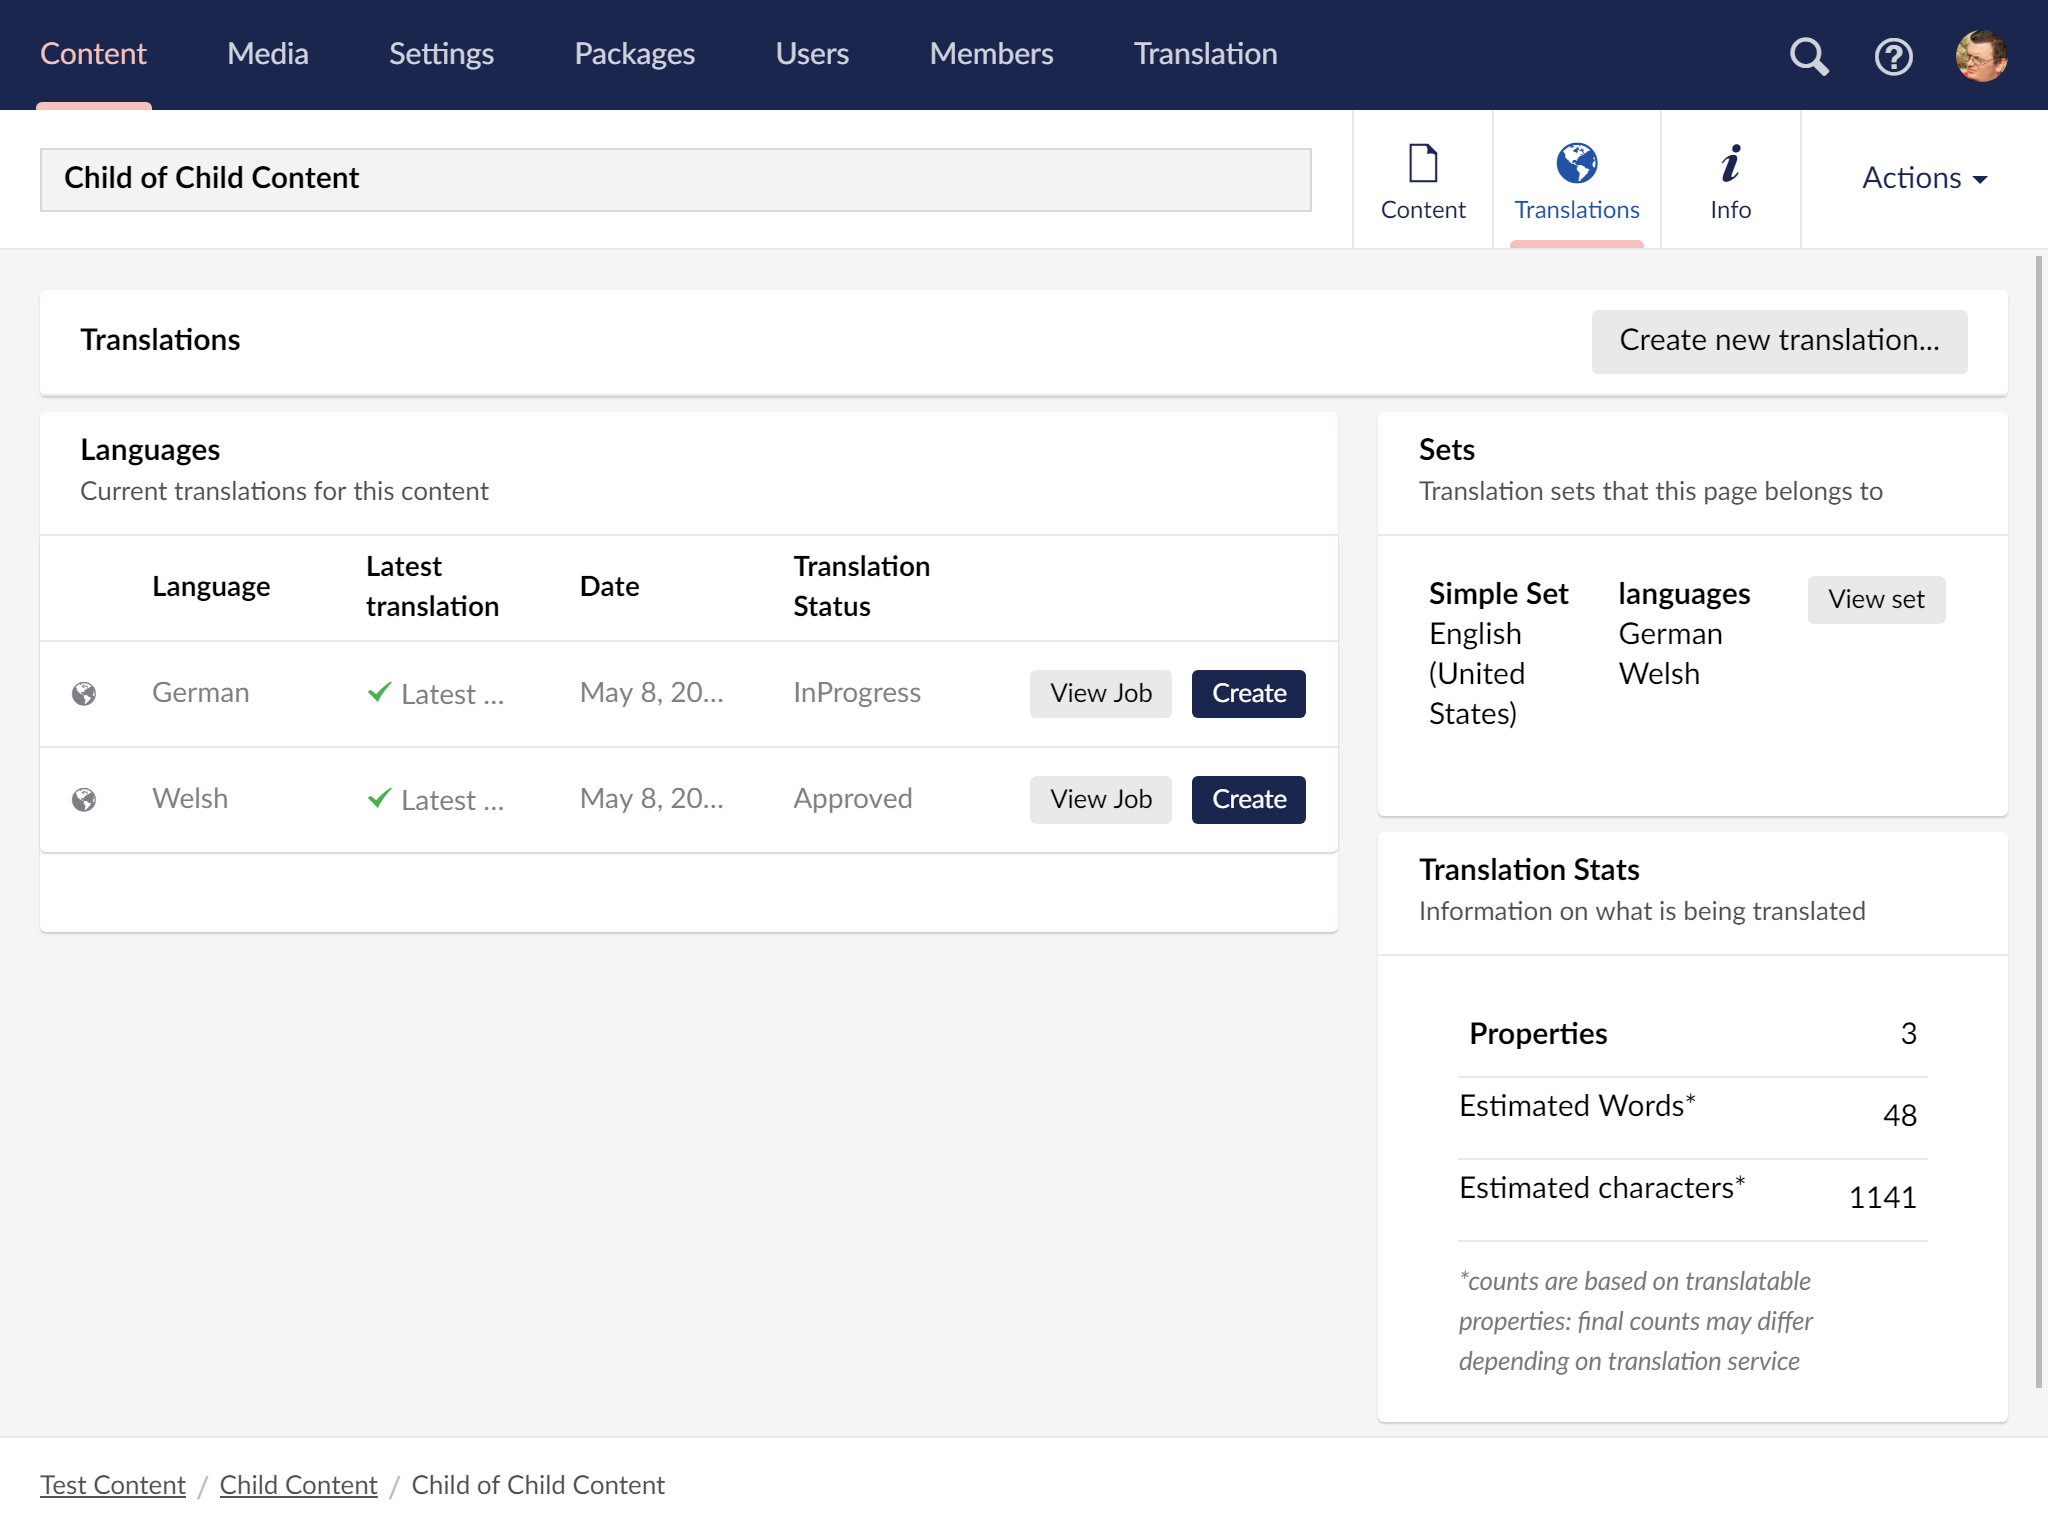 Content Media Settings Packages Users Members Translation
Child of Child Content
Content Translations Info Actions
Translations Create new translation...
Languages
Current translations for this content
Language Latest translation Date Translation Status
German Latest ... May 8, 20... InProgress View Job Create
Welsh Latest ... May 8, 20... Approved View Job Create
Sets
Translation sets that this page belongs to
Simple Set languages View set
English German
(United Welsh
States)
Translation Stats
Information on what is being translated
Properties 3
Estimated Words* 48
Estimated characters* 1141
*counts are based on translatable
properties: final counts may differ
depending on translation service
Test Content / Child Content / Child of Child Content